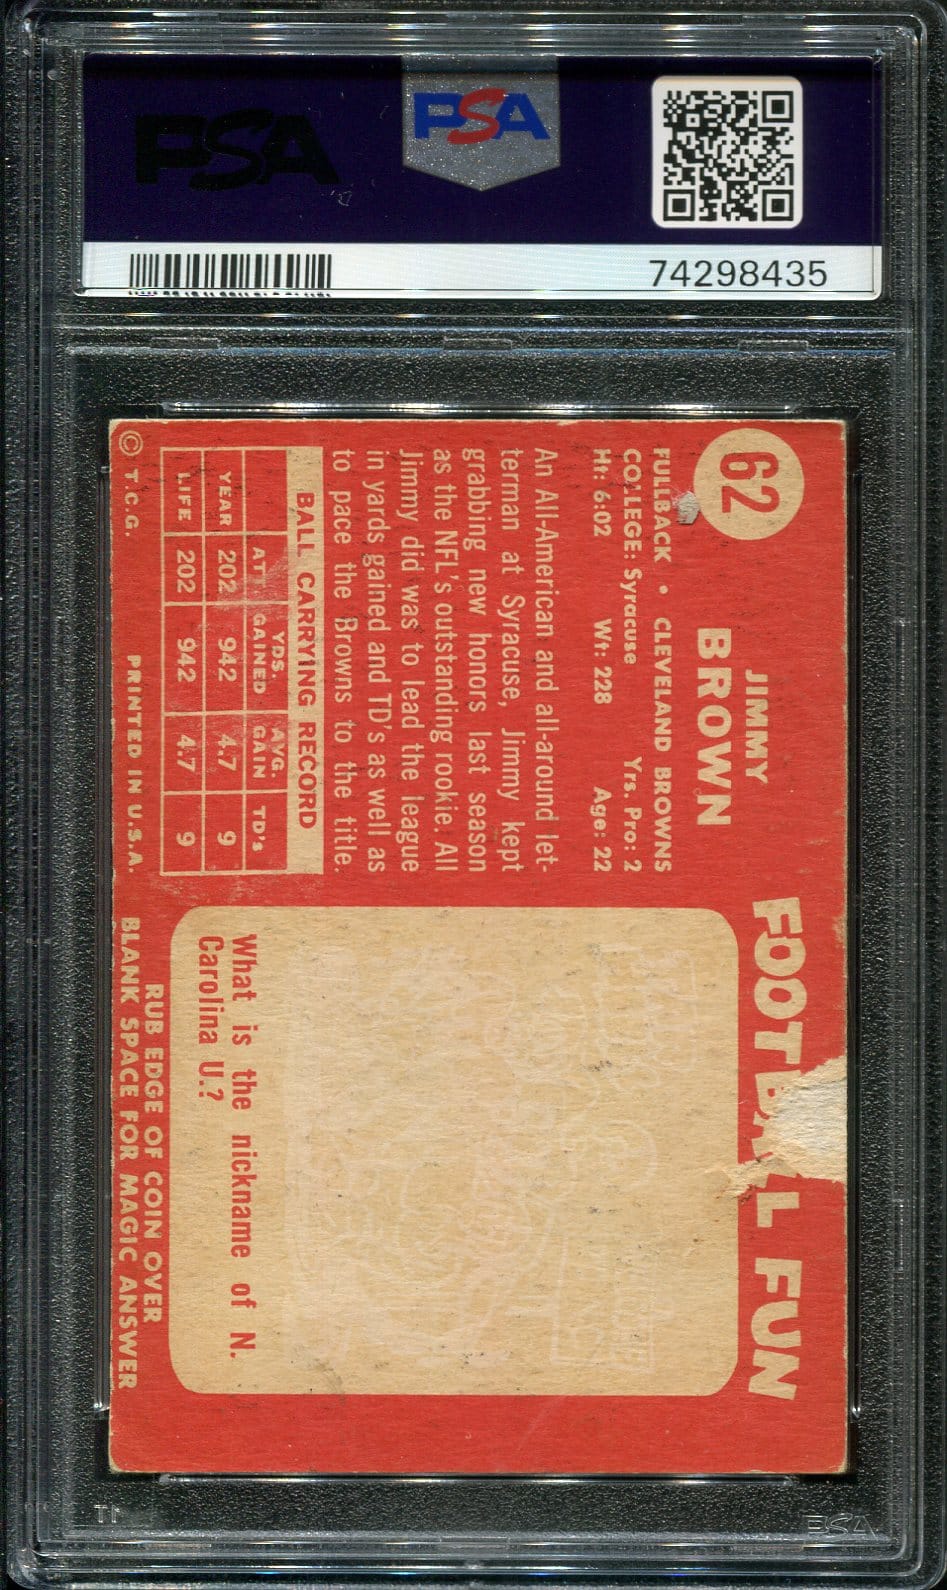 PSA
PSA
74298435
62
JIMMY
BROWN
FULLBACK • CLEVELAND BROWNS
COLLEGE: Syracuse Yrs. Pro: 2
Ht: 6:02 Wt: 228 Age: 22
An All-American and all-around let-
terman at Syracuse, Jimmy kept
grabbing new honors last season
as the NFL's outstanding rookie. All
Jimmy did was to lead the league
in yards gained and TD's as well as
to pace the Browns to the title.
BALL CARRYING RECORD
ATT YDS. GAINED AVG. GAIN TD's
YEAR 202 942 4.7 9
LIFE 202 942 4.7 9
© T.C.G. PRINTED IN U.S.A.
FOOTBALL FUN
What is the nickname of N.
Carolina U.?
RUB EDGE OF COIN OVER
BLANK SPACE FOR MAGIC ANSWER
PSA